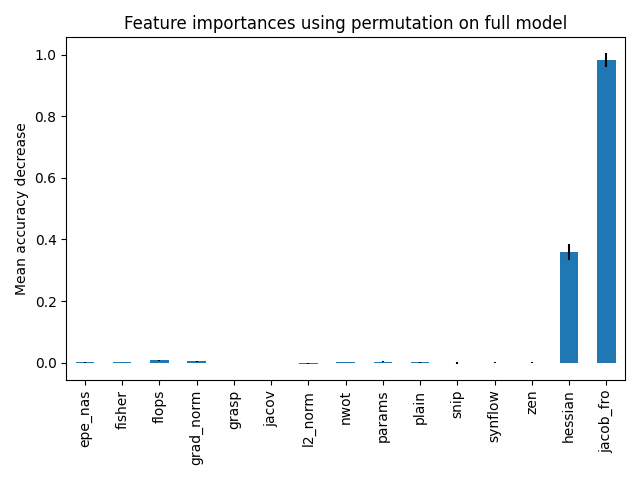 Feature importances using permutation on full model
Mean accuracy decrease
1.0
0.8
0.6
0.4
0.2
0.0
epe_nas
fisher
flops
grad_norm
grasp
jacov
l2_norm
nwot
params
plain
snip
synflow
zen
hessian
jacob_fro